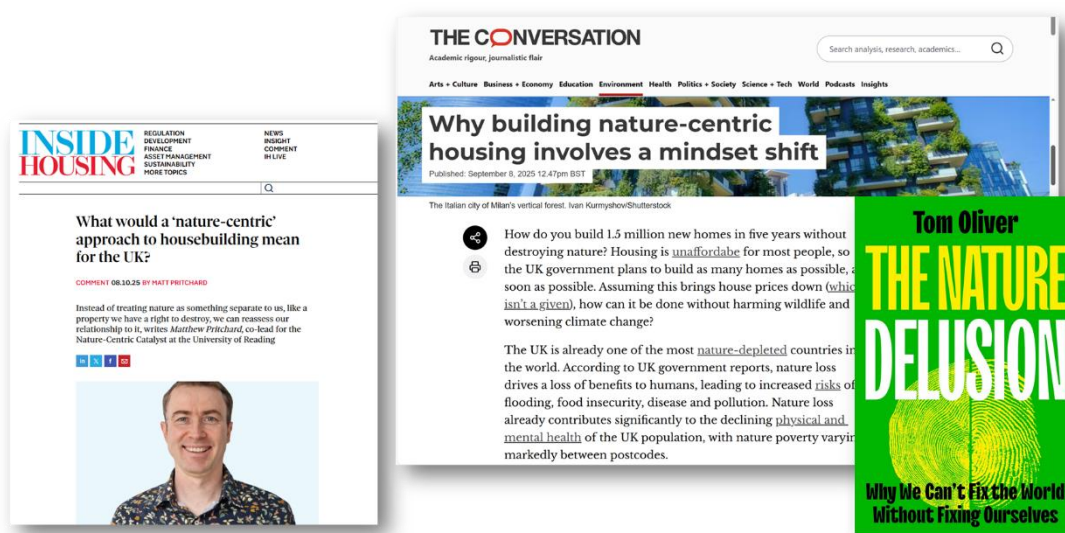 INSIDE
HOUSING
REGULATION
DEVELOPMENT
FINANCE
ASSET MANAGEMENT
SUSTAINABILITY
MORE TOPICS
NEWS
INSIGHT
COMMENT
IH LIVE
What would a ‘nature-centric’
approach to housebuilding mean
for the UK?
COMMENT 08.10.25 BY MATT PRITCHARD
Instead of treating nature as something separate to us, like a
property we have a right to destroy, we can reassess our
relationship to it, writes Matthew Pritchard, co-lead for the
Nature-Centric Catalyst at the University of Reading
THE CONVERSATION
Academic rigour, journalistic flair
Search analysis, research, academics...
Arts + Culture Business + Economy Education Environment Health Politics + Society Science + Tech World Podcasts Insights
Why building nature-centric
housing involves a mindset shift
Published: September 8, 2025 12.47pm BST
The Italian city of Milan's vertical forest. Ivan Kurmyshov/Shutterstock
How do you build 1.5 million new homes in five years without
destroying nature? Housing is unaffordabe for most people, so
the UK government plans to build as many homes as possible, a
soon as possible. Assuming this brings house prices down (whic
isn't a given), how can it be done without harming wildlife and
worsening climate change?
The UK is already one of the most nature-depleted countries in
the world. According to UK government reports, nature loss
drives a loss of benefits to humans, leading to increased risks of
flooding, food insecurity, disease and pollution. Nature loss
already contributes significantly to the declining physical and
mental health of the UK population, with nature poverty varyin
markedly between postcodes.
Tom Oliver
THE NATURE
DELUSION
Why We Can't Fix the World
Without Fixing Ourselves